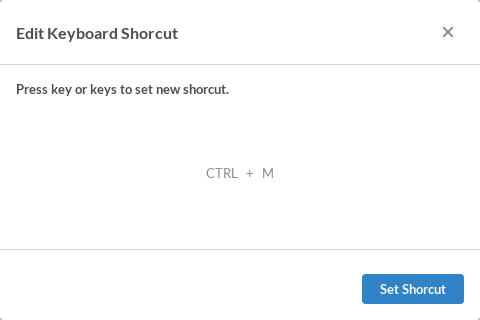 Edit Keyboard Shorcut
Press key or keys to set new shorcut.
CTRL + M
Set Shorcut